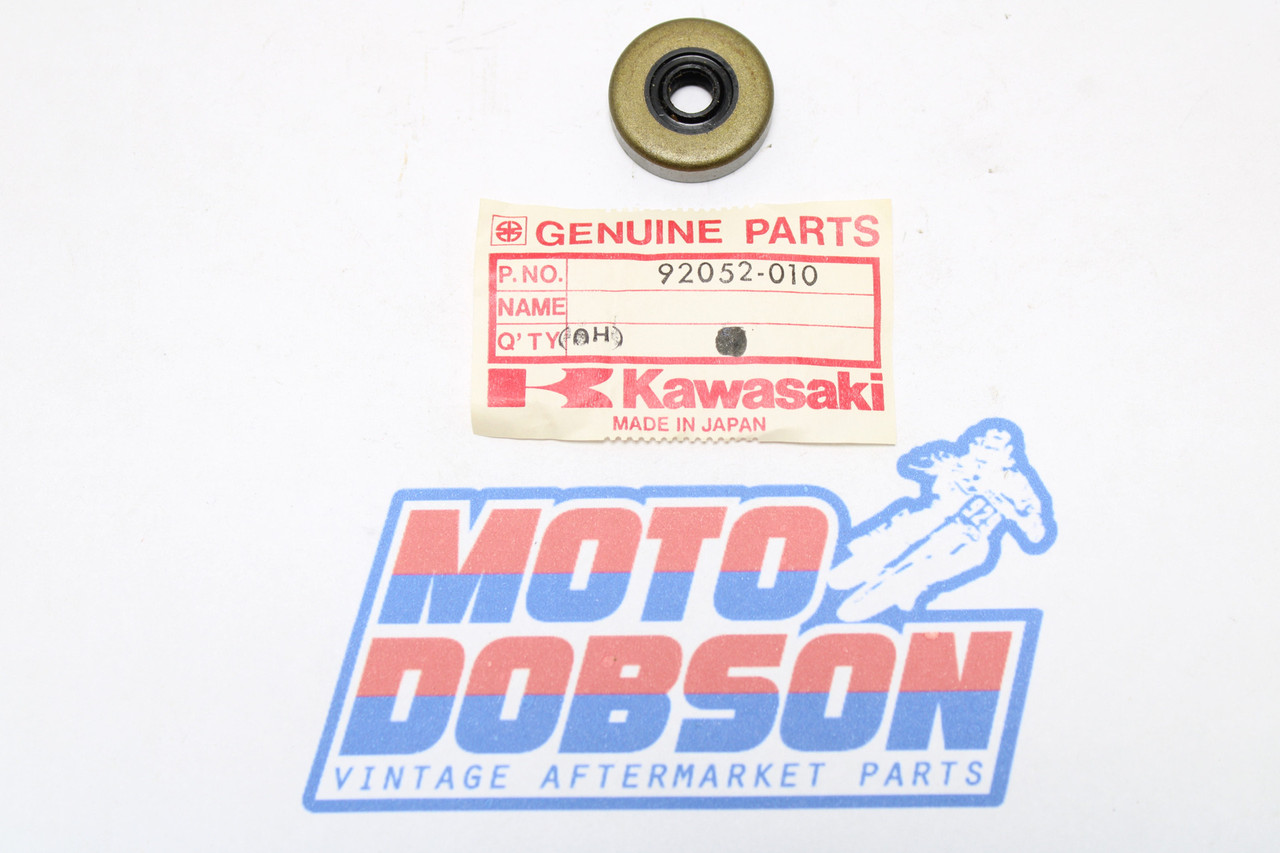 GENUINE PARTS
P. NO. 92052-010
NAME
Q' TY
Kawasaki
MADE IN JAPAN
MOTO
DOBSON
VINTAGE AFTERMARKET PARTS